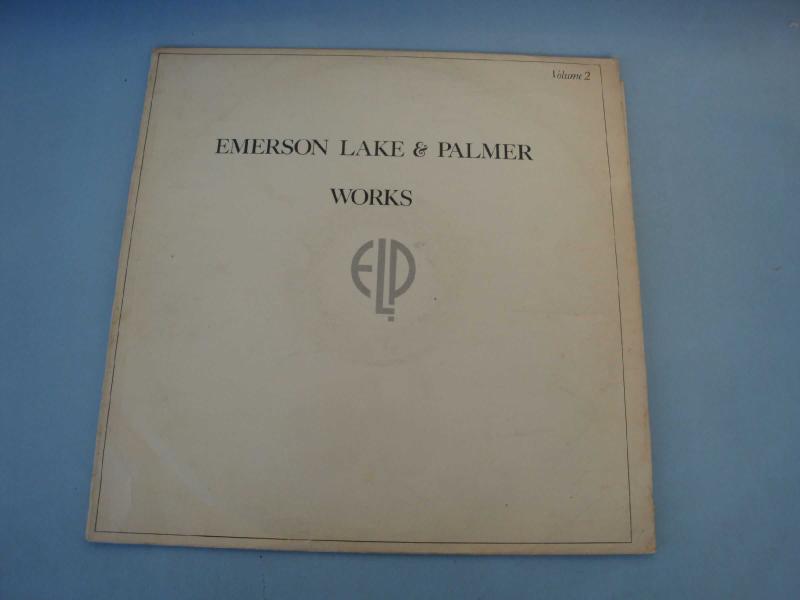 Volume 2
EMERSON LAKE & PALMER
WORKS
ELP